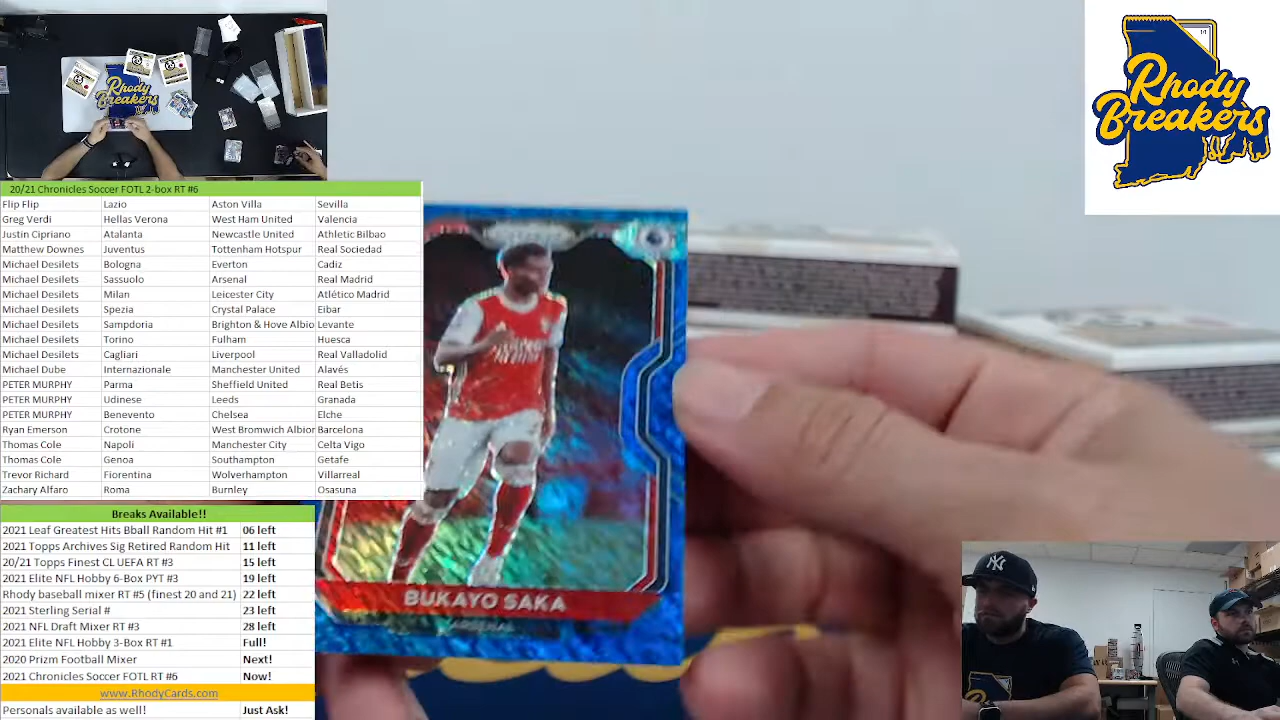 Rhody
Breakers
Rhody
Breakers
20/21 Chronicles Soccer FOTL 2-box RT #6
Flip Flip Lazio Aston Villa Sevilla
Greg Verdi Hellas Verona West Ham United Valencia
Justin Cipriano Atalanta Newcastle United Athletic Bilbao
Matthew Downes Juventus Tottenham Hotspur Real Sociedad
Michael Desilets Bologna Everton Cadiz
Michael Desilets Sassuolo Arsenal Real Madrid
Michael Desilets Milan Leicester City Atlético Madrid
Michael Desilets Spezia Crystal Palace Eibar
Michael Desilets Sampdoria Brighton & Hove Albio Levante
Michael Desilets Torino Fulham Huesca
Michael Desilets Cagliari Liverpool Real Valladolid
Michael Dube Internazionale Manchester United Alavés
PETER MURPHY Parma Sheffield United Real Betis
PETER MURPHY Udinese Leeds Granada
PETER MURPHY Benevento Chelsea Elche
Ryan Emerson Crotone West Bromwich Albion Barcelona
Thomas Cole Napoli Manchester City Celta Vigo
Thomas Cole Genoa Southampton Getafe
Trevor Richard Fiorentina Wolverhampton Villarreal
Zachary Alfaro Roma Burnley Osasuna
Breaks Available!!
2021 Leaf Greatest Hits Bball Random Hit #1 06 left
2021 Topps Archives Sig Retired Random Hit 11 left
20/21 Topps Finest CL UEFA RT #3 15 left
2021 Elite NFL Hobby 6-Box PYT #3 19 left
Rhody baseball mixer RT #5 (finest 20 and 21) 22 left
2021 Sterling Serial # 23 left
2021 NFL Draft Mixer RT #3 28 left
2021 Elite NFL Hobby 3-Box RT #1 Full!
2020 Prizm Football Mixer Next!
2021 Chronicles Soccer FOTL RT #6 Now!
www.RhodyCards.com
Personals available as well! Just Ask!
BUKAYO SAKA
ARSENAL